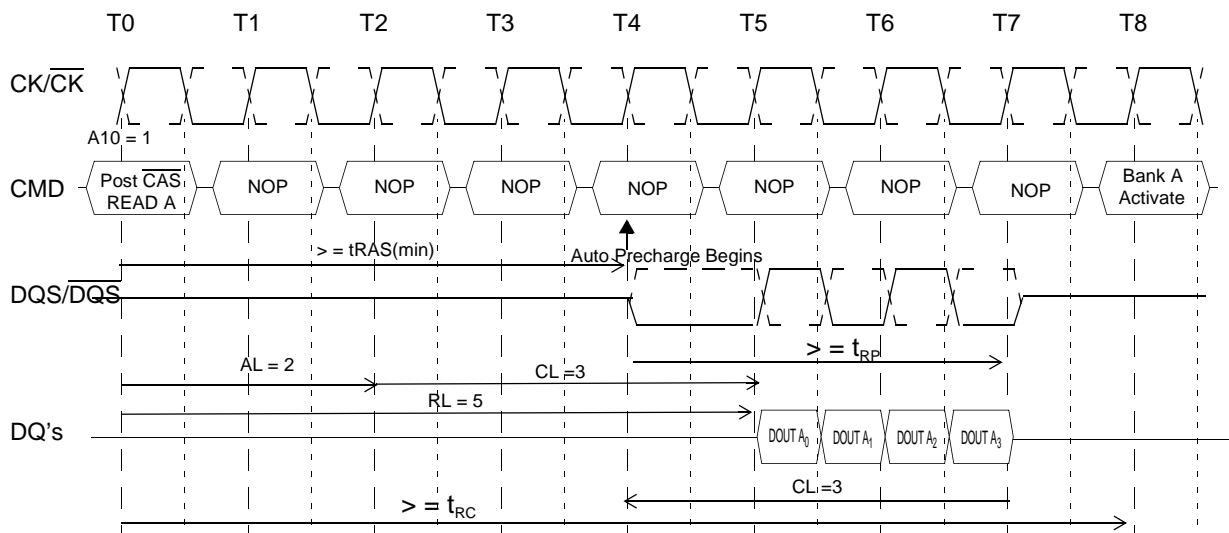 T0 T1 T2 T3 T4 T5 T6 T7 T8
CK/CK
A10 = 1
CMD
Post CAS
READ A
NOP NOP NOP NOP NOP NOP NOP
Bank A
Activate
> = tRAS(min)
Auto Precharge Begins
DQS/DQS
> = tRP
AL = 2
CL =3
RL = 5
DQ's
DOUT A0 DOUT A1 DOUT A2 DOUT A3
CL =3
> = tRC